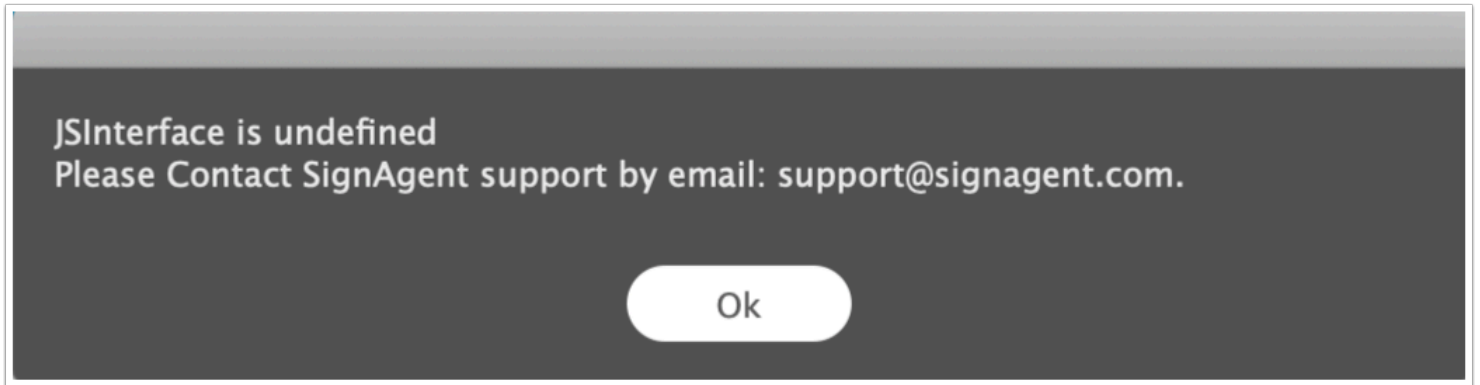 JSInterface is undefined
Please Contact SignAgent support by email: support@signagent.com.
Ok